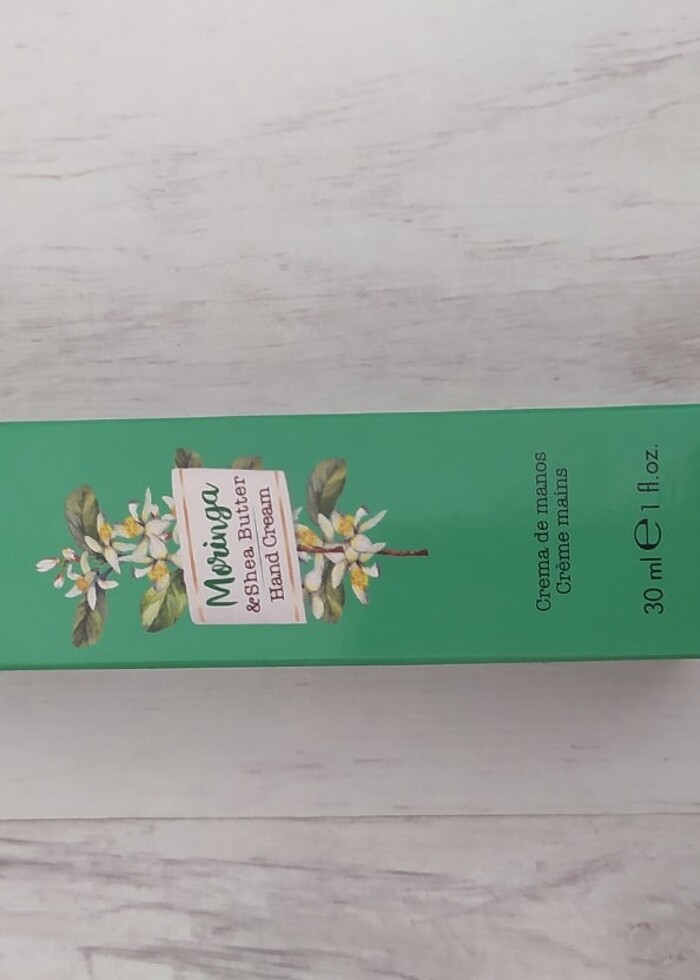 Moringa
&Shea Butter
Hand Cream
Crema de manos
Crème mains
30 ml ℮ 1 fl.oz.